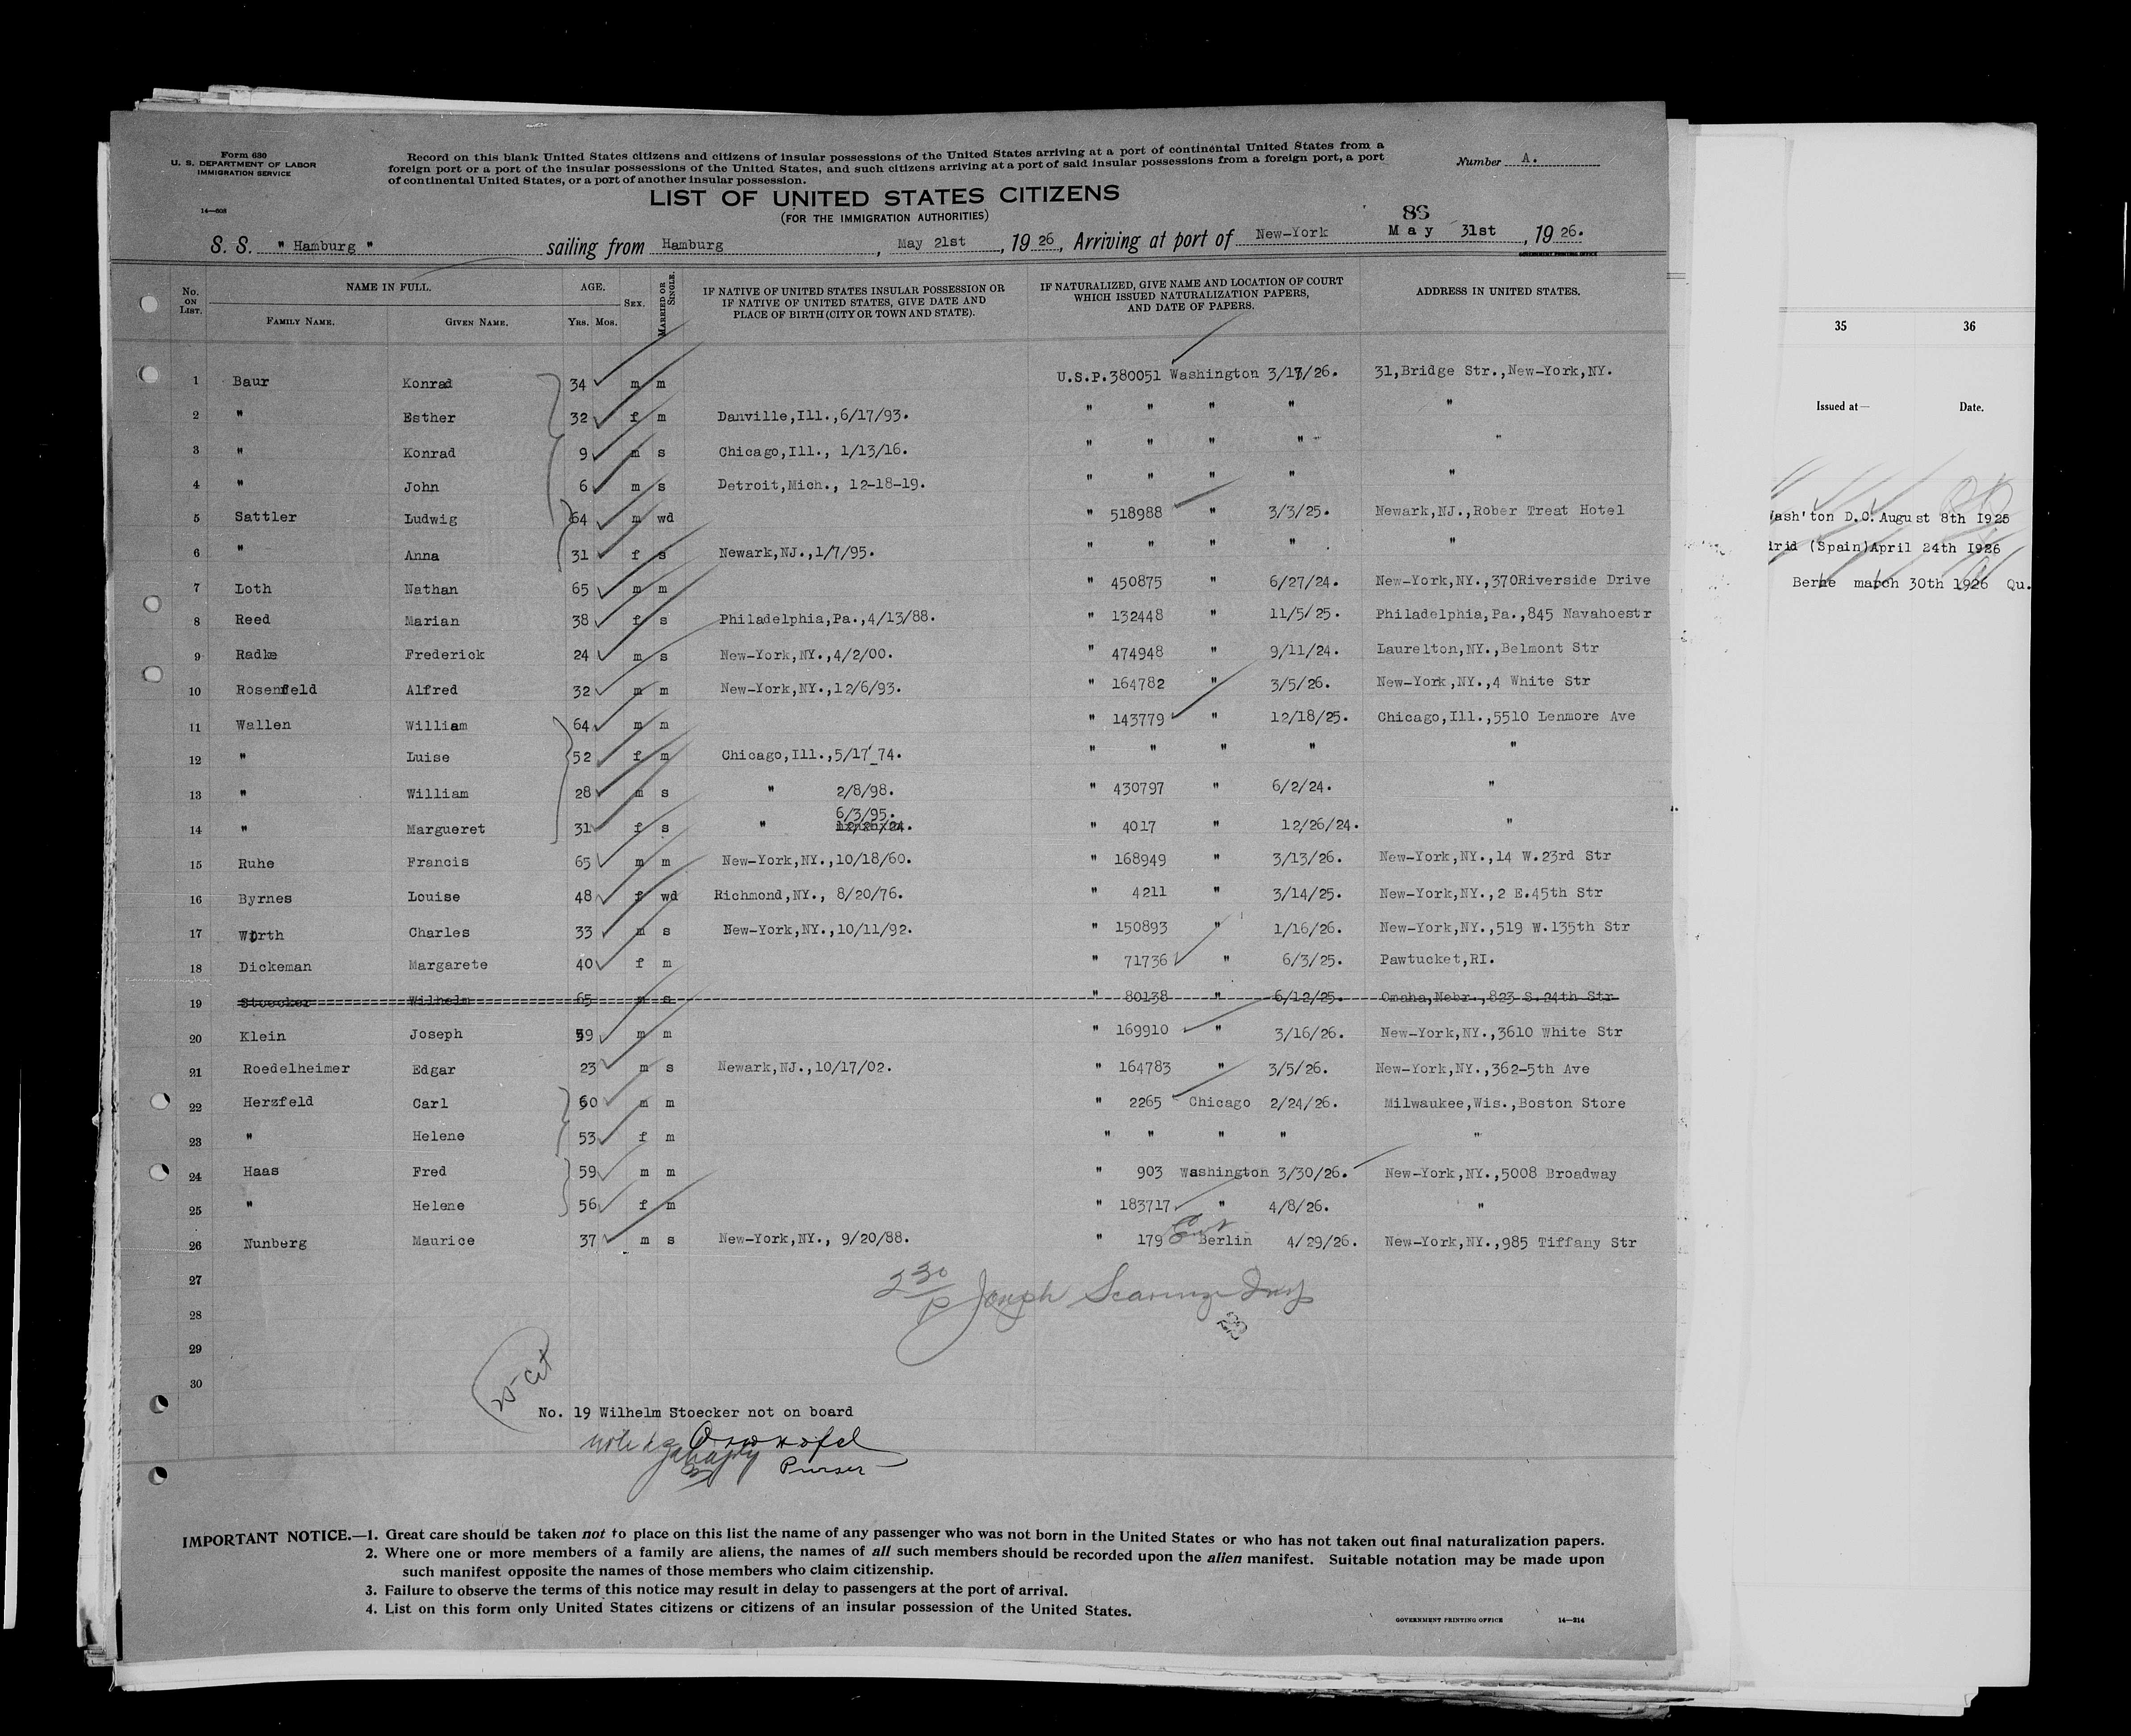 Form 630
U. S. DEPARTMENT OF LABOR
IMMIGRATION SERVICE
14—608
Record on this blank United States citizens and citizens of insular possessions of the United States arriving at a port of continental United States from a
foreign port or a port of the insular possessions of the United States, and such citizens arriving at a port of said insular possessions from a foreign port, a port
of continental United States, or a port of another insular possession.
Number A.
LIST OF UNITED STATES CITIZENS
(FOR THE IMMIGRATION AUTHORITIES)
86
S. S. " Hamburg " sailing from Hamburg , May 21st , 19 26 , Arriving at port of New-York May 31st , 19 26.
GOVERNMENT PRINTING OFFICE
No. ON LIST. NAME IN FULL. FAMILY NAME. GIVEN NAME. AGE. YRS. MOS. SEX. MARRIED OR SINGLE. IF NATIVE OF UNITED STATES INSULAR POSSESSION OR IF NATIVE OF UNITED STATES, GIVE DATE AND PLACE OF BIRTH (CITY OR TOWN AND STATE). IF NATURALIZED, GIVE NAME AND LOCATION OF COURT WHICH ISSUED NATURALIZATION PAPERS, AND DATE OF PAPERS. ADDRESS IN UNITED STATES.
1 Baur Konrad 34 m m U.S.P.380051 Washington 3/17/26. 31,Bridge Str.,New-York,NY.
2 " Esther 32 f m Danville,Ill.,6/17/93. " " " " "
3 " Konrad 9 m s Chicago,Ill., 1/13/16. " " " " "
4 " John 6 m s Detroit,Mich., 12-18-19. " " " " "
5 Sattler Ludwig 64 m wd " 518988 " 3/3/25. Newark,NJ.,Rober Treat Hotel
6 " Anna 31 f s Newark,NJ.,1/7/95. " " " " "
7 Loth Nathan 65 m m " 450875 " 6/27/24. New-York,NY.,370Riverside Drive
8 Reed Marian 38 f s Philadelphia,Pa.,4/13/88. " 132448 " 11/5/25. Philadelphia,Pa.,845 Navahoestr
9 Radke Frederick 24 m s New-York,NY.,4/2/00. " 474948 " 9/11/24. Laurelton,NY.,Belmont Str
10 Rosenfeld Alfred 32 m m New-York,NY.,12/6/93. " 164782 " 3/5/26. New-York,NY.,4 White Str
11 Wallen William 64 m m " 143779 " 12/18/25. Chicago,Ill.,5510 Lenmore Ave
12 " Luise 52 f m Chicago,Ill.,5/17_74. " " " " "
13 " William 28 m s " 2/8/98. " 430797 " 6/2/24. "
6/3/95.
14 " Margueret 31 f s " 12/26/24. " 4017 " 12/26/24. "
15 Ruhe Francis 65 m m New-York,NY.,10/18/60. " 168949 " 3/13/26. New-York,NY.,14 W.23rd Str
16 Byrnes Louise 48 f wd Richmond,NY., 8/20/76. " 4211 " 3/14/25. New-York,NY.,2 E.45th Str
17 Worth Charles 33 m s New-York,NY.,10/11/92. " 150893 " 1/16/26. New-York,NY.,519 W.135th Str
18 Dickeman Margarete 40 f m " 71736 " 6/3/25. Pawtucket,RI.
19 Stoecker Wilhelm 65 m s " 80138 " 6/12/25. Omaha,Nebr.,823 S.24th Str
20 Klein Joseph 59 m m " 169910 " 3/16/26. New-York,NY.,3610 White Str
21 Roedelheimer Edgar 23 m s Newark,NJ.,10/17/02. " 164783 " 3/5/26. New-York,NY.,362-5th Ave
22 Herzfeld Carl 60 m m " 2265 Chicago 2/24/26. Milwaukee,Wis.,Boston Store
23 " Helene 53 f m " " " " "
24 Haas Fred 59 m m " 903 Washington 3/30/26. New-York,NY.,5008 Broadway
25 " Helene 56 f m " 183717 " 4/8/26. "
26 Nunberg Maurice 37 m s New-York,NY., 9/20/88. " 179 Berlin 4/29/26. New-York,NY.,985 Tiffany Str
27
2 30/p Joseph
28
29
30
25 Cit
No. 19 Wilhelm Stoecker not on board
Purser
IMPORTANT NOTICE.—1. Great care should be taken not to place on this list the name of any passenger who was not born in the United States or who has not taken out final naturalization papers.
2. Where one or more members of a family are aliens, the names of all such members should be recorded upon the alien manifest. Suitable notation may be made upon
such manifest opposite the names of those members who claim citizenship.
3. Failure to observe the terms of this notice may result in delay to passengers at the port of arrival.
4. List on this form only United States citizens or citizens of an insular possession of the United States.
GOVERNMENT PRINTING OFFICE 14—214
35 36
Issued at— Date.
Wash'ton D.C. August 8th 1925
(Spain)April 24th 1926
Berne march 30th 1926 Qu.